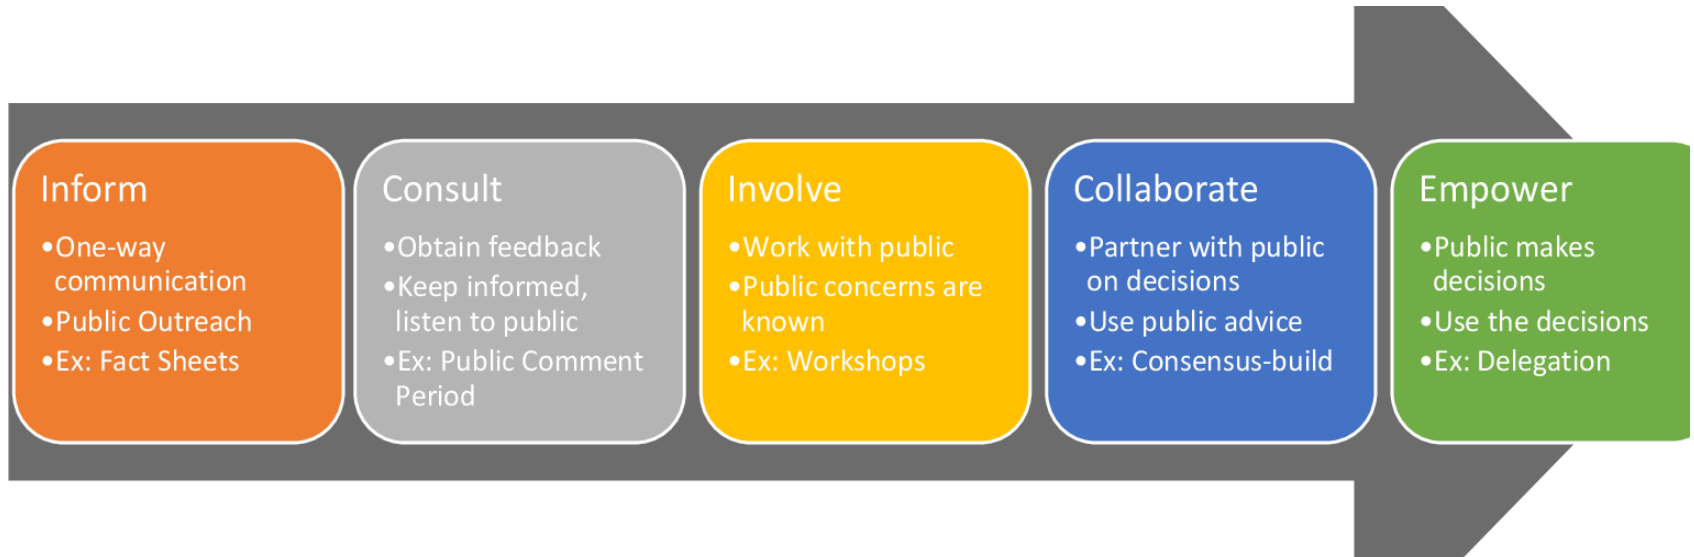 Inform
•One-way
communication
•Public Outreach
•Ex: Fact Sheets
Consult
•Obtain feedback
•Keep informed,
listen to public
•Ex: Public Comment
Period
Involve
•Work with public
•Public concerns are
known
•Ex: Workshops
Collaborate
•Partner with public
on decisions
•Use public advice
•Ex: Consensus-build
Empower
•Public makes
decisions
•Use the decisions
•Ex: Delegation